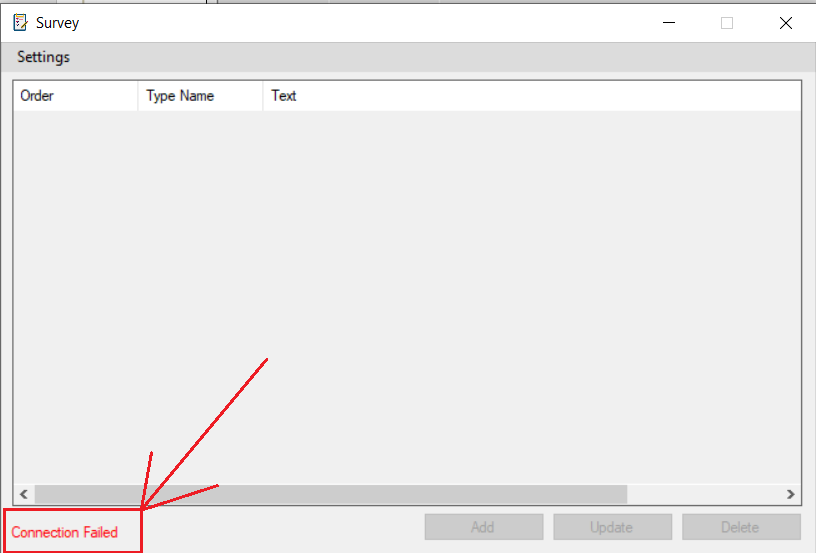 Survey
Settings
Order Type Name Text
Connection Failed Add Update Delete